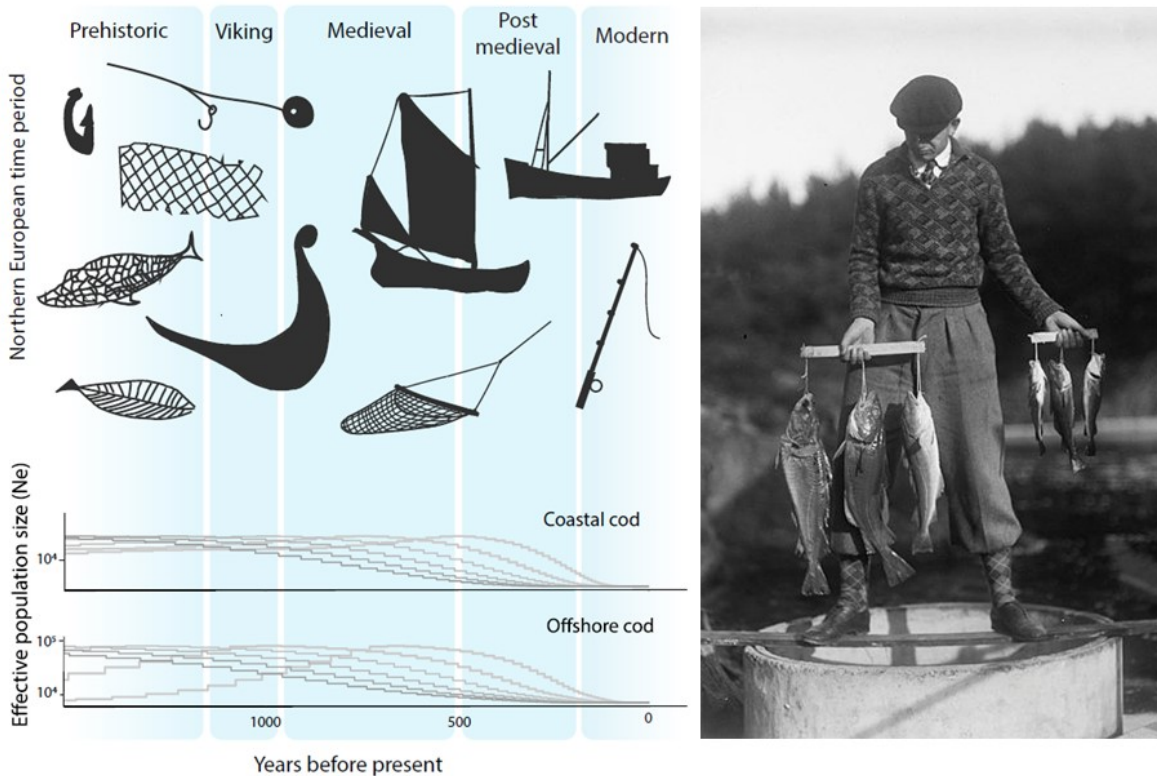 Prehistoric
Viking
Medieval
Post
medieval
Modern
Northern European time period
Effective population size (Ne)
Coastal cod
10⁴
Offshore cod
10⁵
10⁴
1000
500
0
Years before present